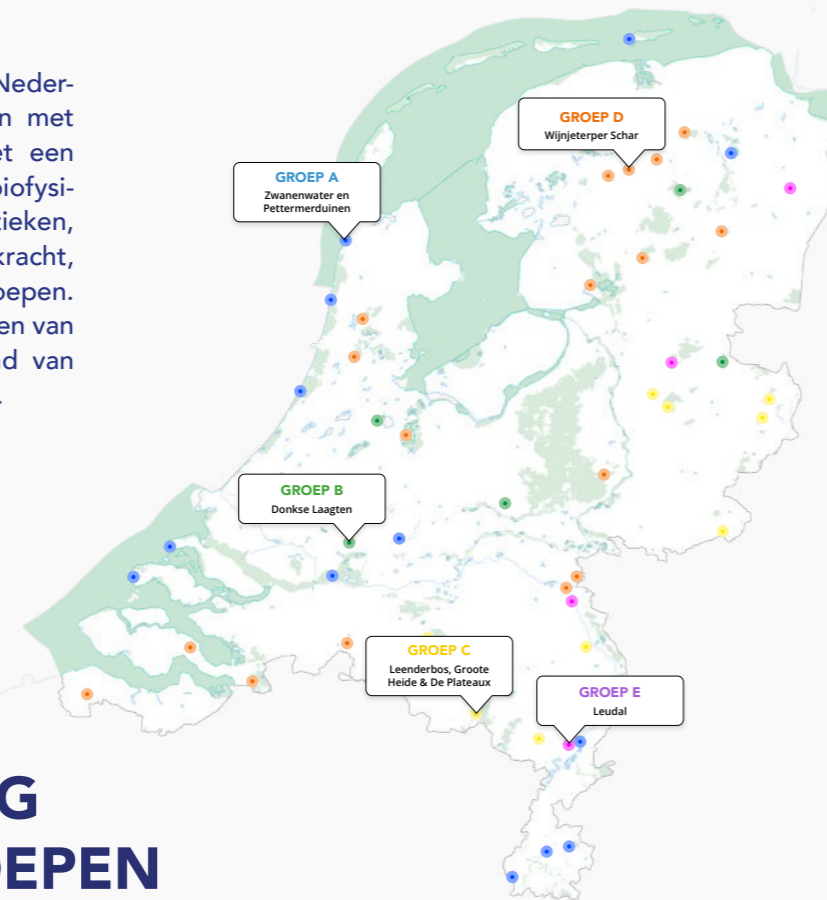 Neder-
n met
et een
biofysi-
tieken,
kracht,
oepen.
en van
d van
.
GROEP D
Wijnjeterper Schar
GROEP A
Zwanenwater en
Pettermerduinen
GROEP B
Donkse Laagten
GROEP C
Leenderbos, Groote
Heide & De Plateaux
GROEP E
Leudal
G
EPEN